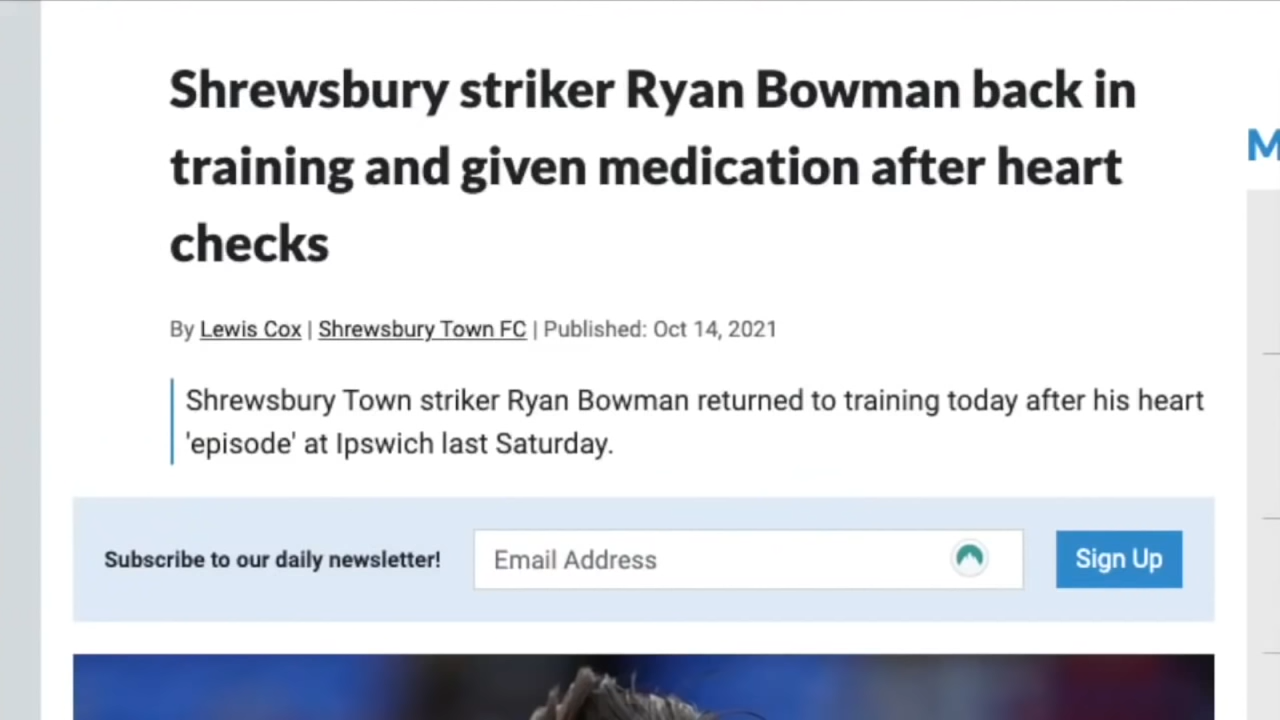 Shrewsbury striker Ryan Bowman back in
training and given medication after heart
checks
M
By Lewis Cox | Shrewsbury Town FC | Published: Oct 14, 2021
Shrewsbury Town striker Ryan Bowman returned to training today after his heart
'episode' at Ipswich last Saturday.
Subscribe to our daily newsletter! Email Address Sign Up